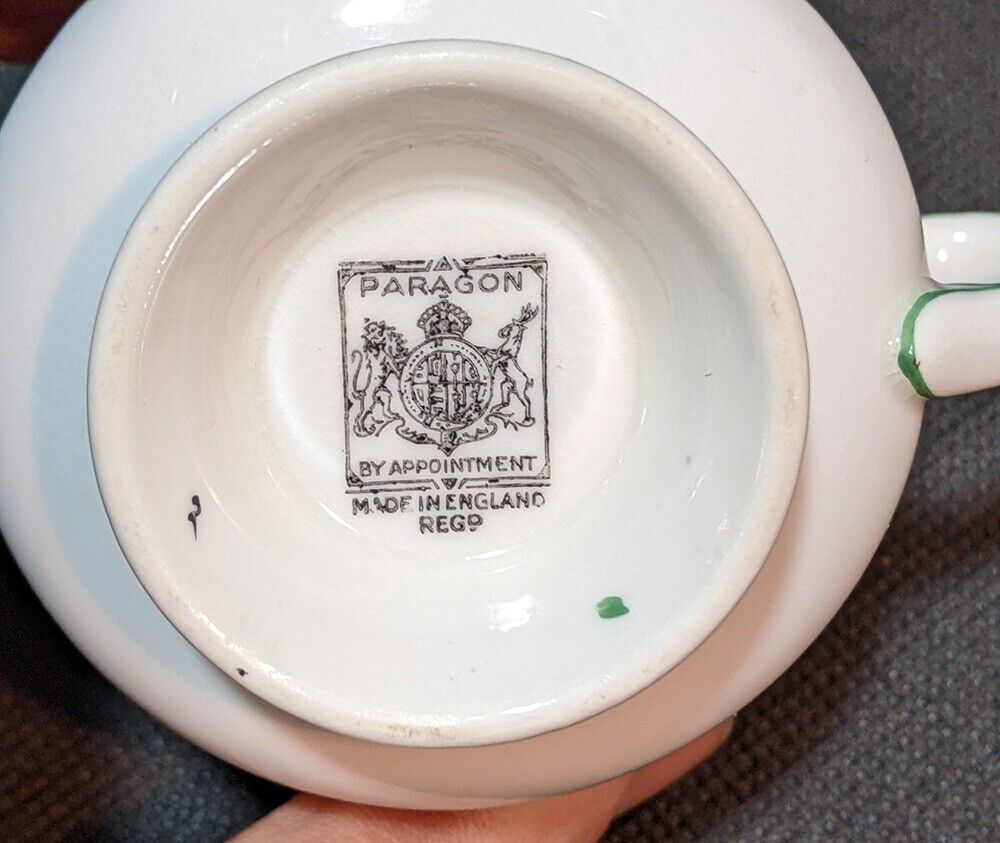 PARAGON
BY APPOINTMENT
MADE IN ENGLAND
REGD